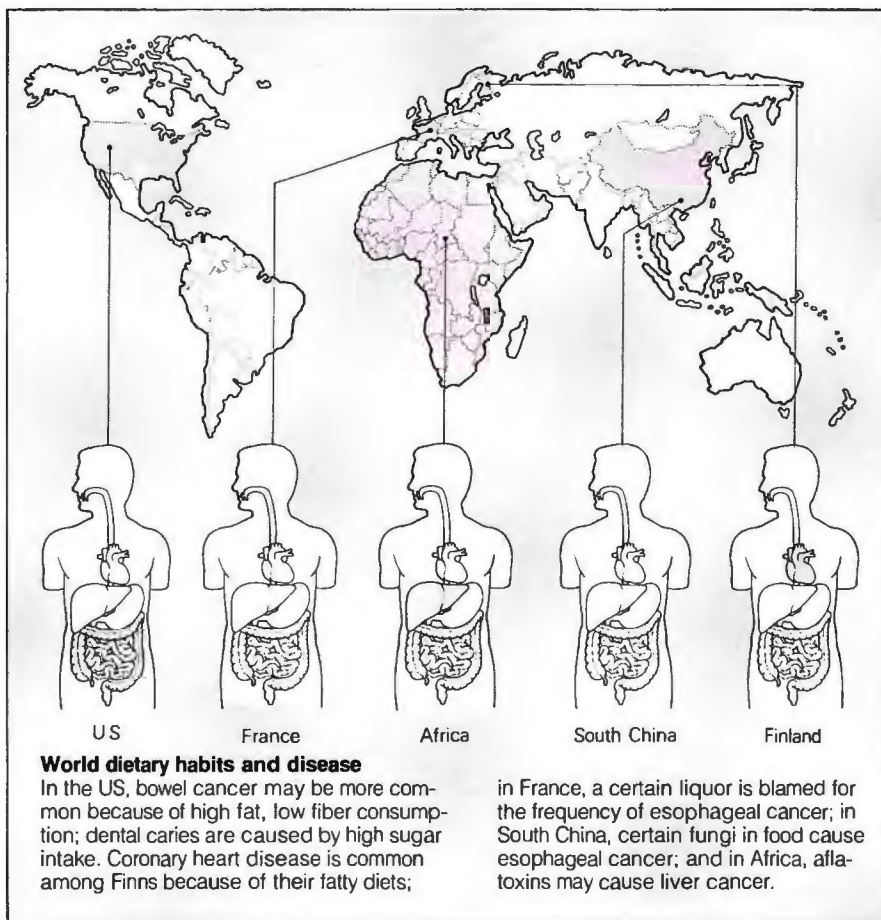 US
France
Africa
South China
Finland
World dietary habits and disease
In the US, bowel cancer may be more com-
mon because of high fat, low fiber consump-
tion; dental caries are caused by high sugar
intake. Coronary heart disease is common
among Finns because of their fatty diets;
in France, a certain liquor is blamed for
the frequency of esophageal cancer; in
South China, certain fungi in food cause
esophageal cancer; and in Africa, afla-
toxins may cause liver cancer.